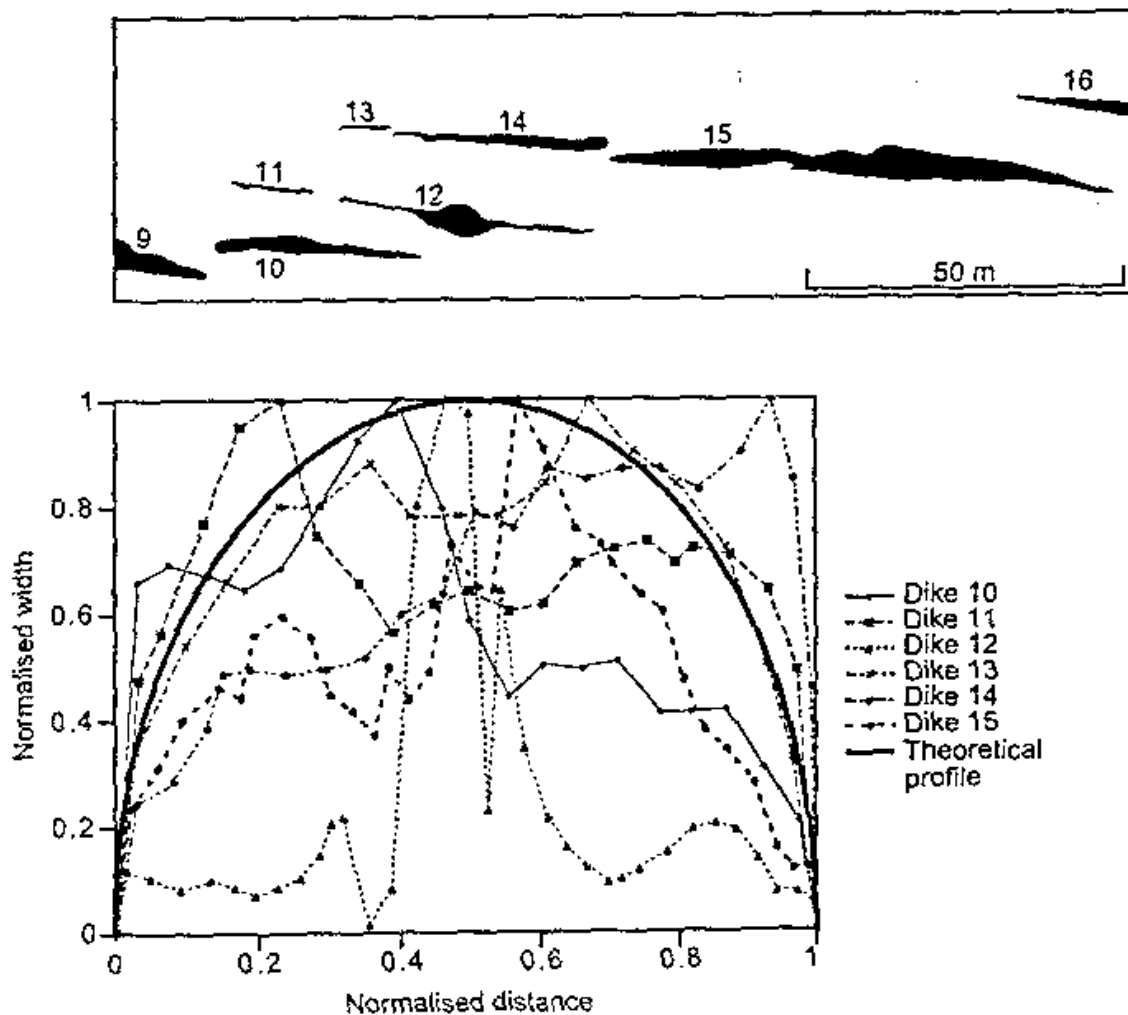 16
13
14
15
11
12
9
10
50 m
1
0.8
0.6
0.4
0.2
0
0
0.2
0.4
0.6
0.8
1
Normalised width
Normalised distance
Dike 10
Dike 11
Dike 12
Dike 13
Dike 14
Dike 15
Theoretical
profile